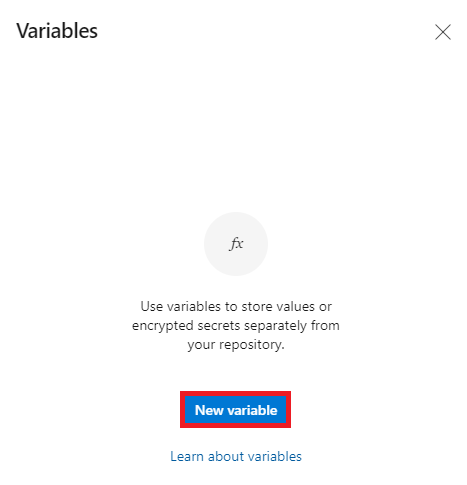 Variables
fx
Use variables to store values or
encrypted secrets separately from
your repository.
New variable
Learn about variables